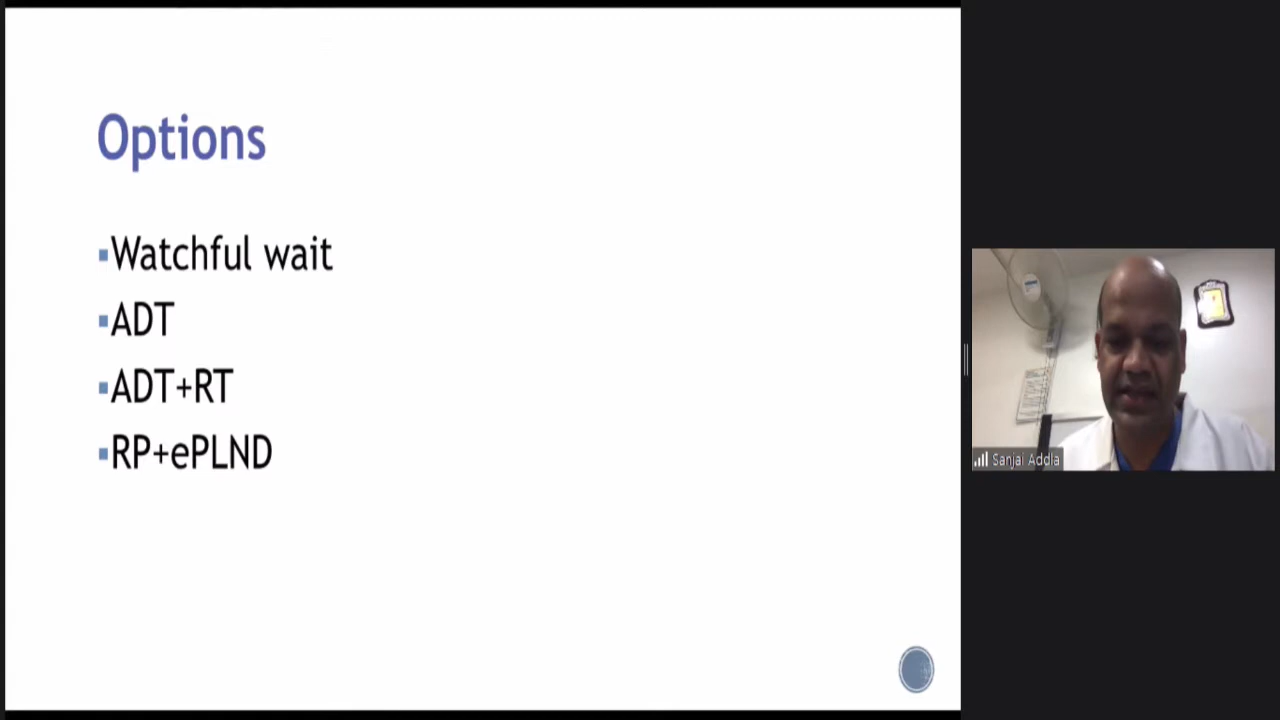 Options
Watchful wait
ADT
ADT+RT
RP+ePLND
Sanjai Addla